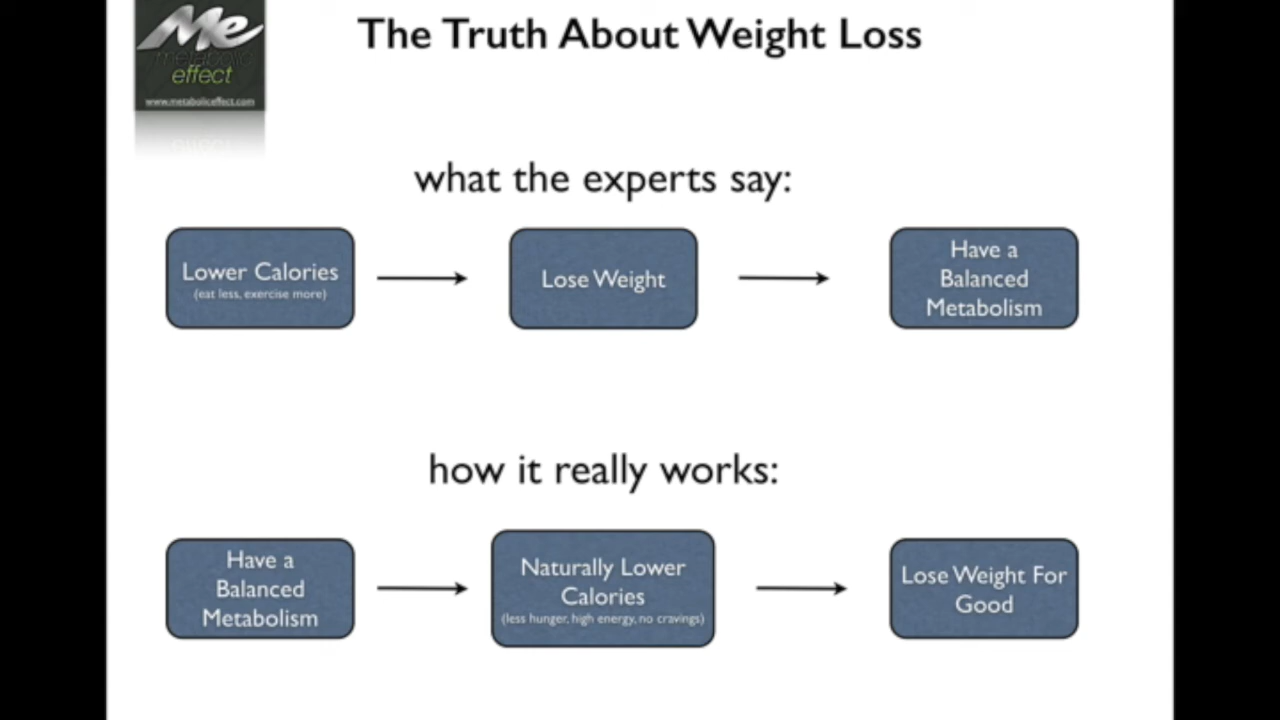 Me
metabolic
effect
www.metaboliceffect.com
The Truth About Weight Loss
what the experts say:
Lower Calories
(eat less, exercise more)
Lose Weight
Have a
Balanced
Metabolism
how it really works:
Have a
Balanced
Metabolism
Naturally Lower
Calories
(less hunger, high energy, no cravings)
Lose Weight For
Good